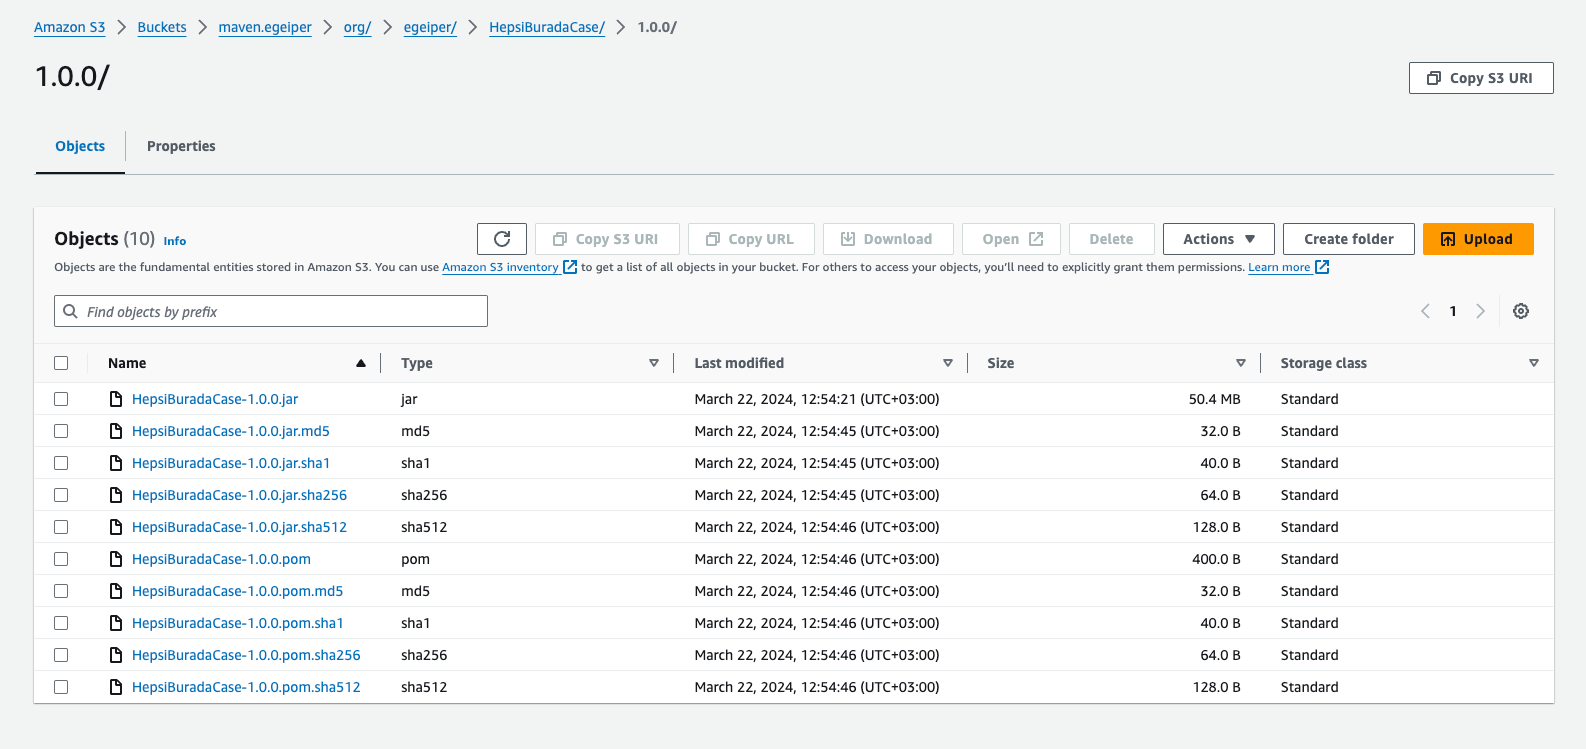 Amazon S3 > Buckets > maven.egeiper > org/ > egeiper/ > HepsiBuradaCase/ > 1.0.0/
1.0.0/
Copy S3 URI
Objects Properties
Objects (10) Info
Copy S3 URI Copy URL Download Open Delete Actions Create folder Upload
Objects are the fundamental entities stored in Amazon S3. You can use Amazon S3 inventory to get a list of all objects in your bucket. For others to access your objects, you'll need to explicitly grant them permissions. Learn more
Find objects by prefix
1
Name Type Last modified Size Storage class
HepsiBuradaCase-1.0.0.jar jar March 22, 2024, 12:54:21 (UTC+03:00) 50.4 MB Standard
HepsiBuradaCase-1.0.0.jar.md5 md5 March 22, 2024, 12:54:45 (UTC+03:00) 32.0 B Standard
HepsiBuradaCase-1.0.0.jar.sha1 sha1 March 22, 2024, 12:54:45 (UTC+03:00) 40.0 B Standard
HepsiBuradaCase-1.0.0.jar.sha256 sha256 March 22, 2024, 12:54:45 (UTC+03:00) 64.0 B Standard
HepsiBuradaCase-1.0.0.jar.sha512 sha512 March 22, 2024, 12:54:46 (UTC+03:00) 128.0 B Standard
HepsiBuradaCase-1.0.0.pom pom March 22, 2024, 12:54:46 (UTC+03:00) 400.0 B Standard
HepsiBuradaCase-1.0.0.pom.md5 md5 March 22, 2024, 12:54:46 (UTC+03:00) 32.0 B Standard
HepsiBuradaCase-1.0.0.pom.sha1 sha1 March 22, 2024, 12:54:46 (UTC+03:00) 40.0 B Standard
HepsiBuradaCase-1.0.0.pom.sha256 sha256 March 22, 2024, 12:54:46 (UTC+03:00) 64.0 B Standard
HepsiBuradaCase-1.0.0.pom.sha512 sha512 March 22, 2024, 12:54:46 (UTC+03:00) 128.0 B Standard